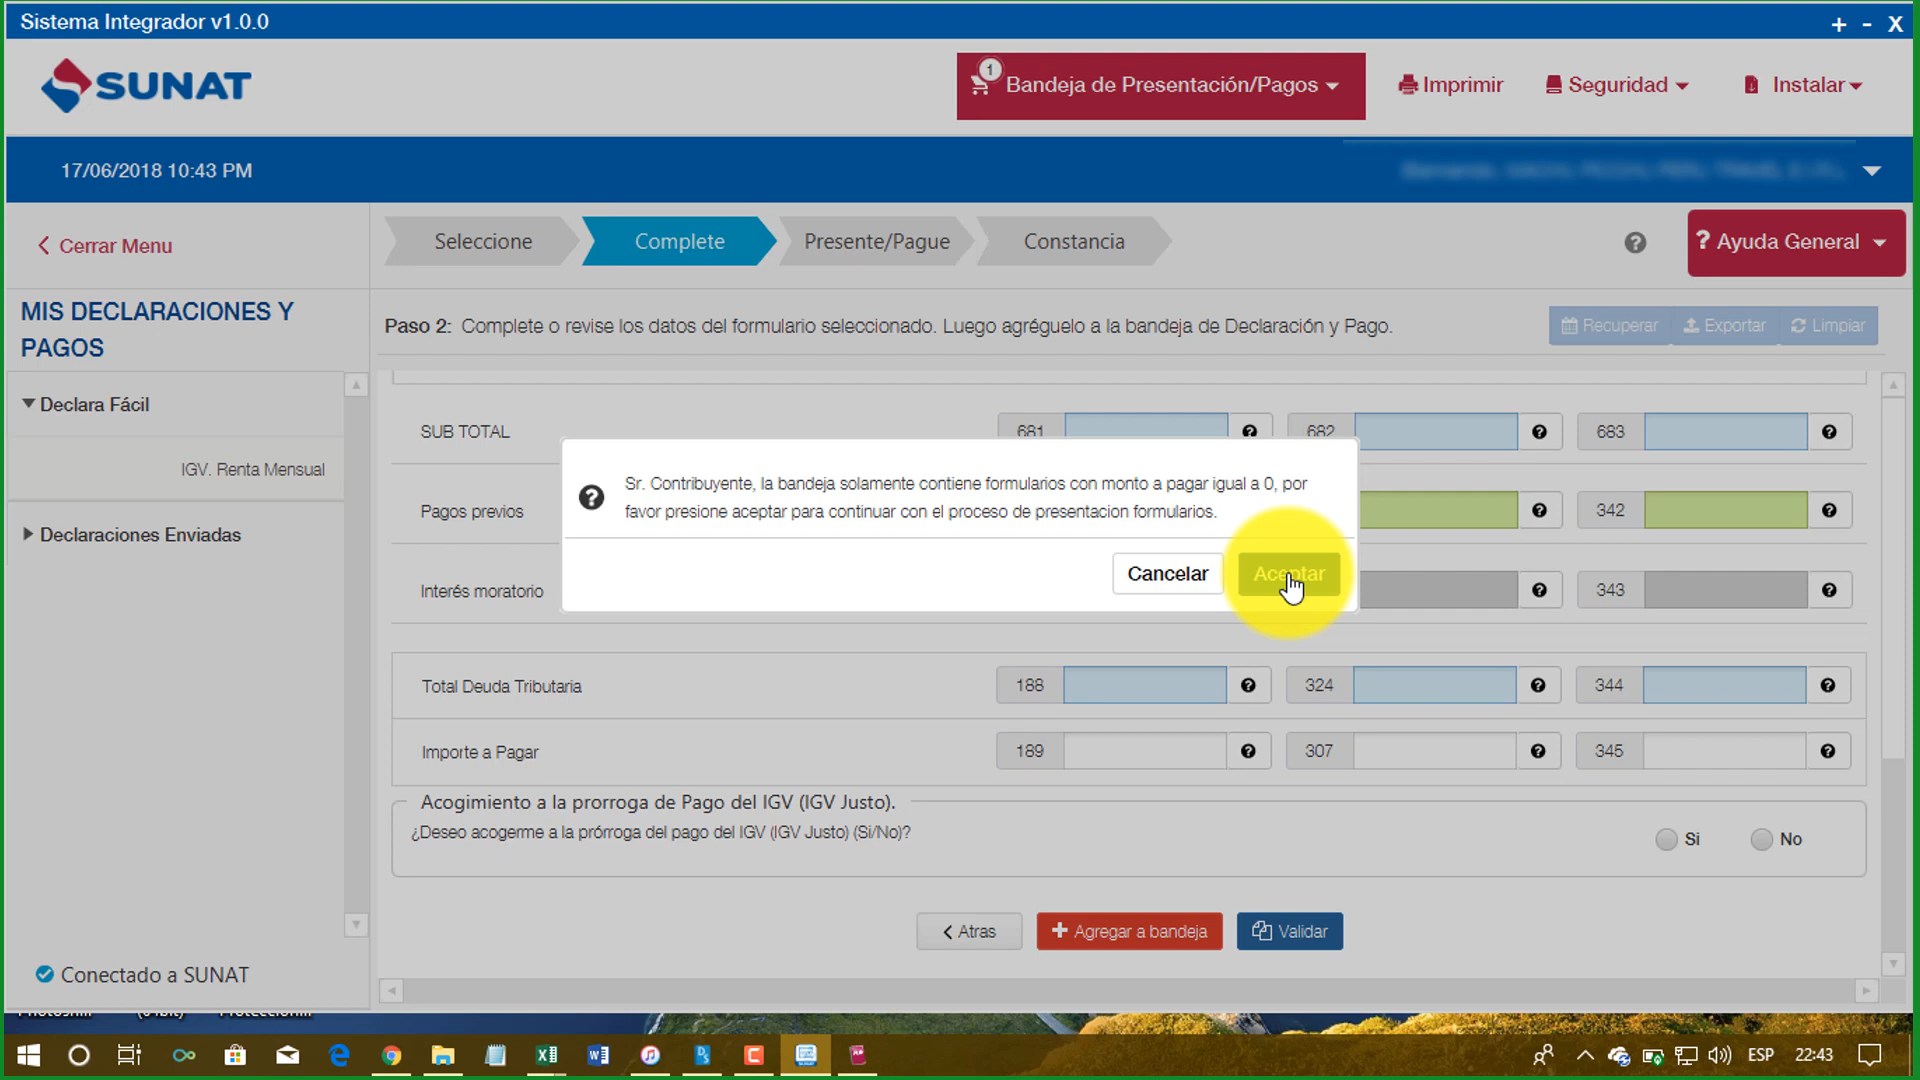 Sistema Integrador v1.0.0
+ - X
SUNAT
1
Bandeja de Presentación/Pagos
Imprimir
Seguridad
Instalar
17/06/2018 10:43 PM
Cerrar Menu
Seleccione
Complete
Presente/Pague
Constancia
? Ayuda General
MIS DECLARACIONES Y
PAGOS
Paso 2: Complete o revise los datos del formulario seleccionado. Luego agréguelo a la bandeja de Declaración y Pago.
Recuperar
Exportar
Limpiar
Declara Fácil
IGV. Renta Mensual
Declaraciones Enviadas
SUB TOTAL
681
682
683
Sr. Contribuyente, la bandeja solamente contiene formularios con monto a pagar igual a 0, por
favor presione aceptar para continuar con el proceso de presentacion formularios.
Cancelar
Aceptar
Pagos previos
342
Interés moratorio
343
Total Deuda Tributaria
188
324
344
Importe a Pagar
189
307
345
Acogimiento a la prorroga de Pago del IGV (IGV Justo).
¿Deseo acogerme a la prórroga del pago del IGV (IGV Justo) (Si/No)?
Si
No
Atras
Agregar a bandeja
Validar
Conectado a SUNAT
ESP
22:43